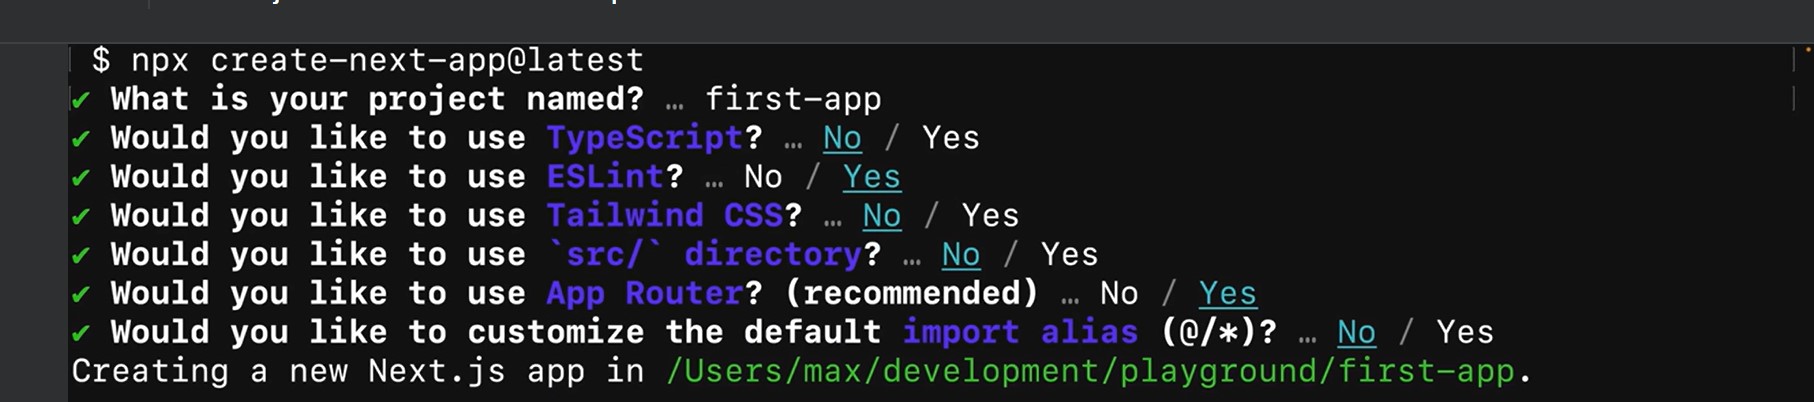 $ npx create-next-app@latest
✔ What is your project named? … first-app
✔ Would you like to use TypeScript? … No / Yes
✔ Would you like to use ESLint? … No / Yes
✔ Would you like to use Tailwind CSS? … No / Yes
✔ Would you like to use `src/` directory? … No / Yes
✔ Would you like to use App Router? (recommended) … No / Yes
✔ Would you like to customize the default import alias (@/*)? … No / Yes
Creating a new Next.js app in /Users/max/development/playground/first-app.